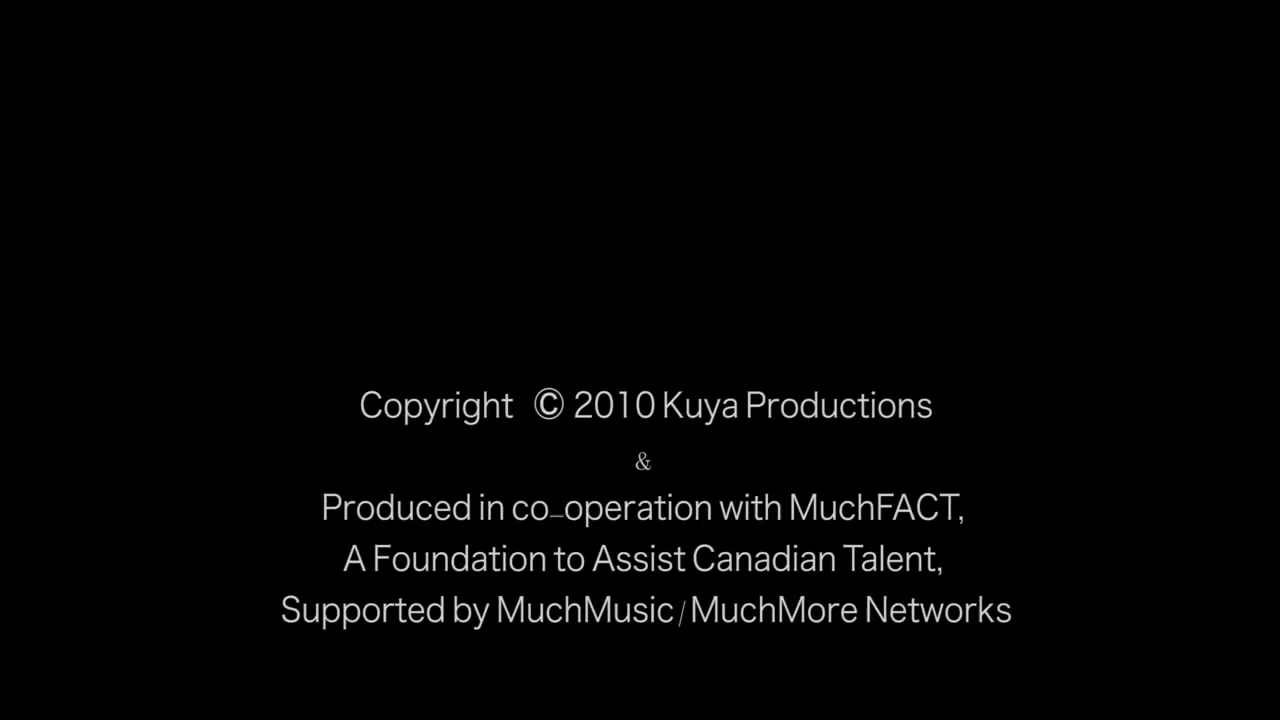 Copyright © 2010 Kuya Productions
&
Produced in co-operation with MuchFACT,
A Foundation to Assist Canadian Talent,
Supported by MuchMusic / MuchMore Networks